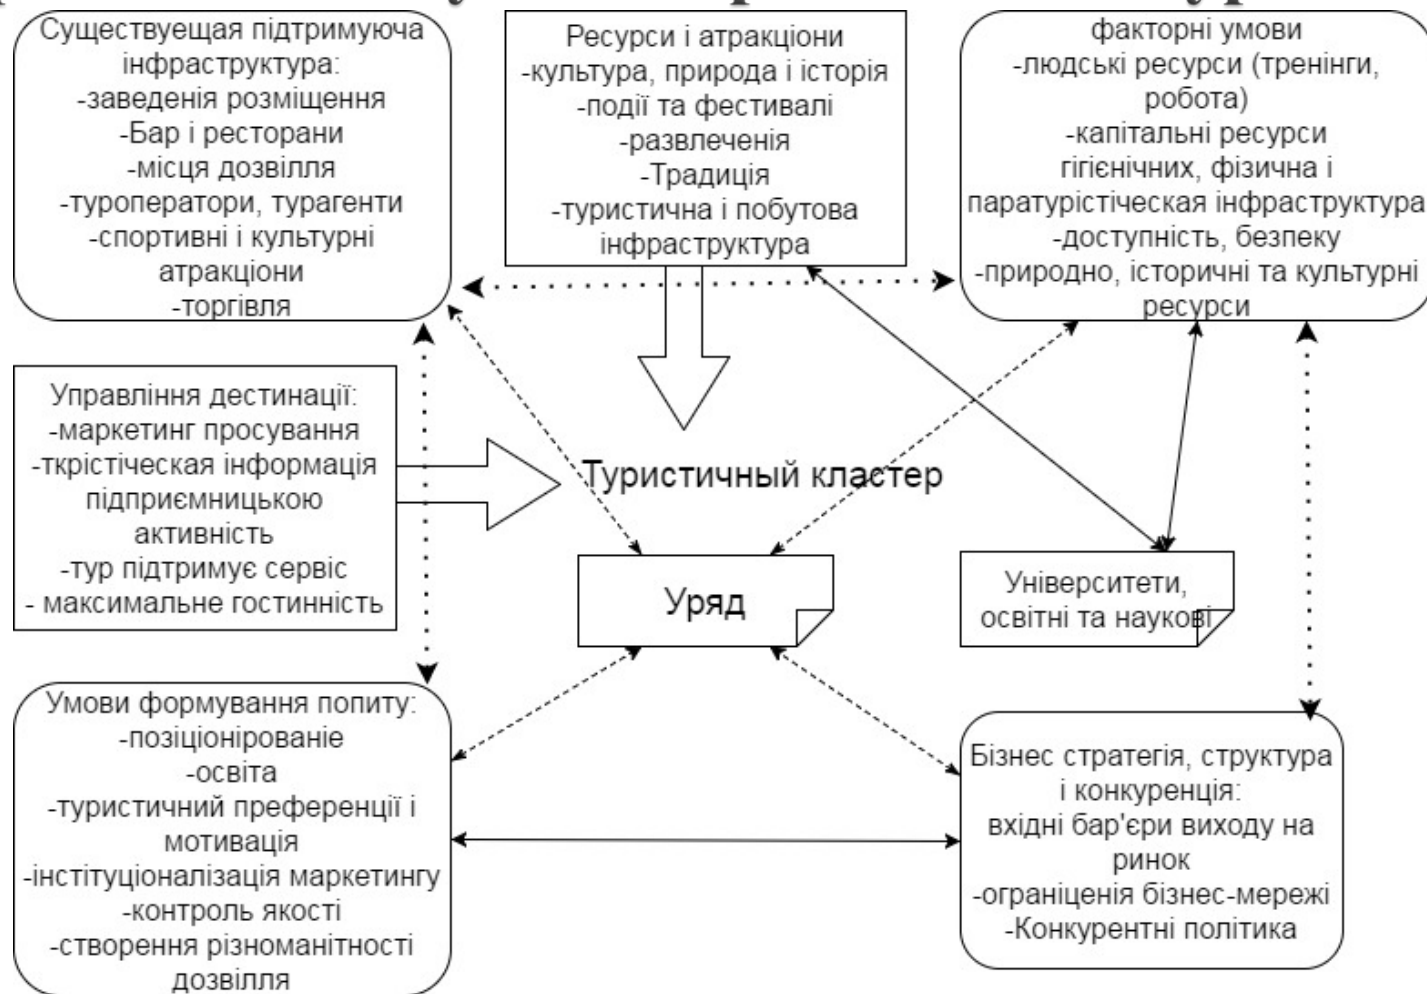 Существуещая підтримуюча
інфраструктура:
-заведенія розміщення
-Бар і ресторани
-місця дозвілля
-туроператори, турагенти
-спортивні і культурні
атракціони
-торгівля
Ресурси і атракціони
-культура, природа і історія
-події та фестивалі
-развлеченія
-Традиція
-туристична і побутова
інфраструктура
факторні умови
-людські ресурси (тренінги,
робота)
-капітальні ресурси
гігієнічних, фізична і
паратурістіческая інфраструктура
-доступність, безпеку
-природно, історичні та культурні
ресурси
Управління дестинації:
-маркетинг просування
-ткрістіческая інформація
підприємницькою
активність
-тур підтримує сервіс
- максимальне гостинність
Туристичный кластер
Уряд
Університети,
освітні та наукові
Умови формування попиту:
-позіціонірованіе
-освіта
-туристичний преференції і
мотивація
-інстітуціоналізація маркетингу
-контроль якості
-створення різноманітності
дозвілля
Бізнес стратегія, структура
і конкуренція:
вхідні бар'єри виходу на
ринок
-ограніценія бізнес-мережі
-Конкурентні політика